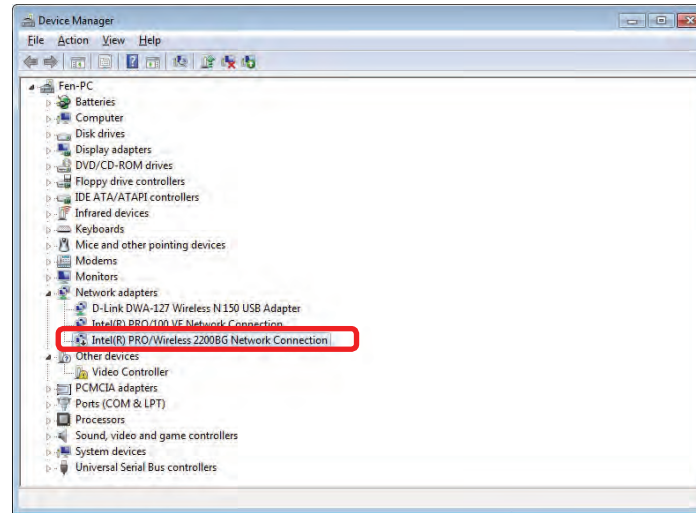 Device Manager
File Action View Help
Fen-PC
Batteries
Computer
Disk drives
Display adapters
DVD/CD-ROM drives
Floppy drive controllers
IDE ATA/ATAPI controllers
Infrared devices
Keyboards
Mice and other pointing devices
Modems
Monitors
Network adapters
D-Link DWA-127 Wireless N 150 USB Adapter
Intel(R) PRO/100 VE Network Connection
Intel(R) PRO/Wireless 2200BG Network Connection
Other devices
Video Controller
PCMCIA adapters
Ports (COM & LPT)
Processors
Sound, video and game controllers
System devices
Universal Serial Bus controllers